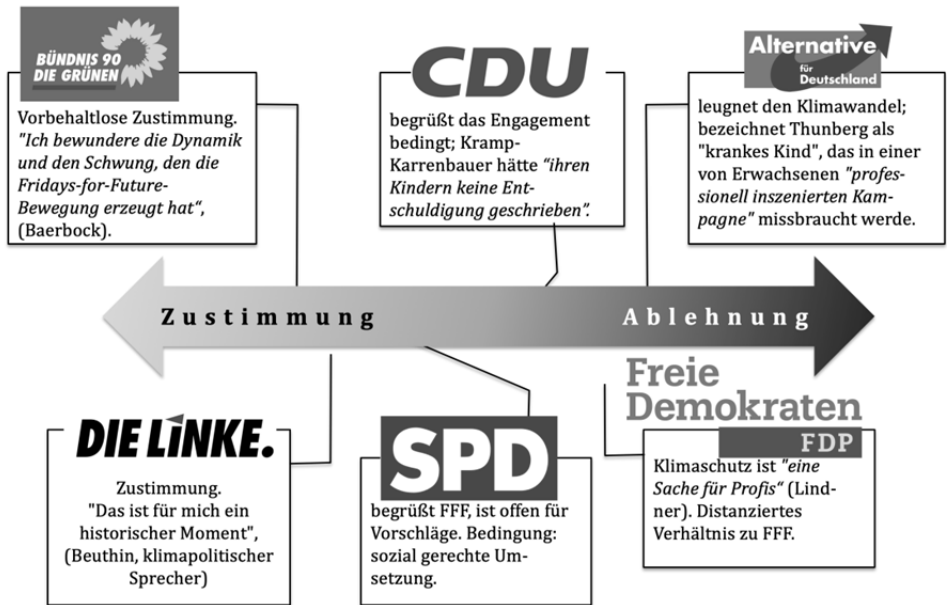 BÜNDNIS 90
DIE GRÜNEN
Vorbehaltlose Zustimmung.
"Ich bewundere die Dynamik
und den Schwung, den die
Fridays-for-Future-
Bewegung erzeugt hat“,
(Baerbock).
CDU
begrüßt das Engagement
bedingt; Kramp-
Karrenbauer hätte “ihren
Kindern keine Ent-
schuldigung geschrieben”.
Alternative
für
Deutschland
leugnet den Klimawandel;
bezeichnet Thunberg als
"krankes Kind", das in einer
von Erwachsenen "profes-
sionell inszenierten Kam-
pagne" missbraucht werde.
Zustimmung
Ablehnung
DIE LINKE.
Zustimmung.
"Das ist für mich ein
historischer Moment",
(Beuthin, klimapolitischer
Sprecher)
SPD
begrüßt FFF, ist offen für
Vorschläge. Bedingung:
sozial gerechte Um-
setzung.
Freie
Demokraten
FDP
Klimaschutz ist "eine
Sache für Profis“ (Lind-
ner). Distanziertes
Verhältnis zu FFF.